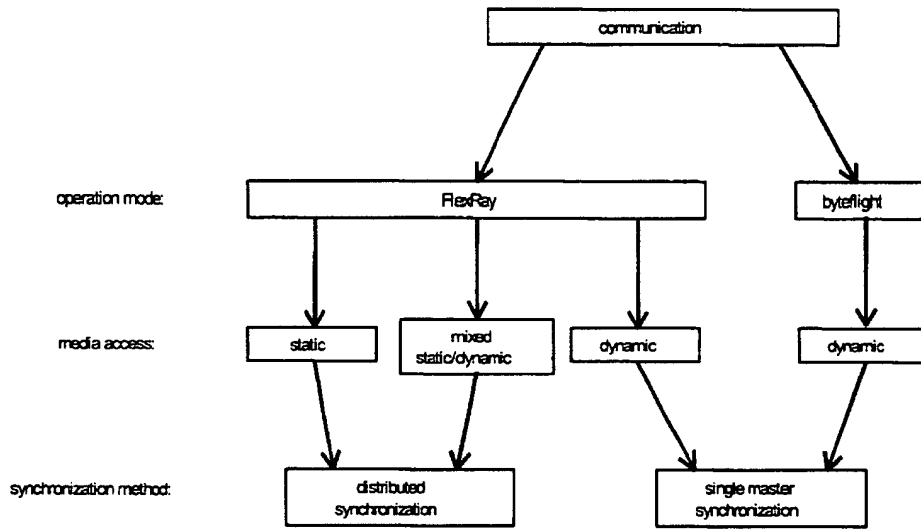 communication
operation mode:
FlexRay
byteflight
media access:
static
mixed
static/dynamic
dynamic
dynamic
synchronization method:
distributed
synchronization
single master
synchronization